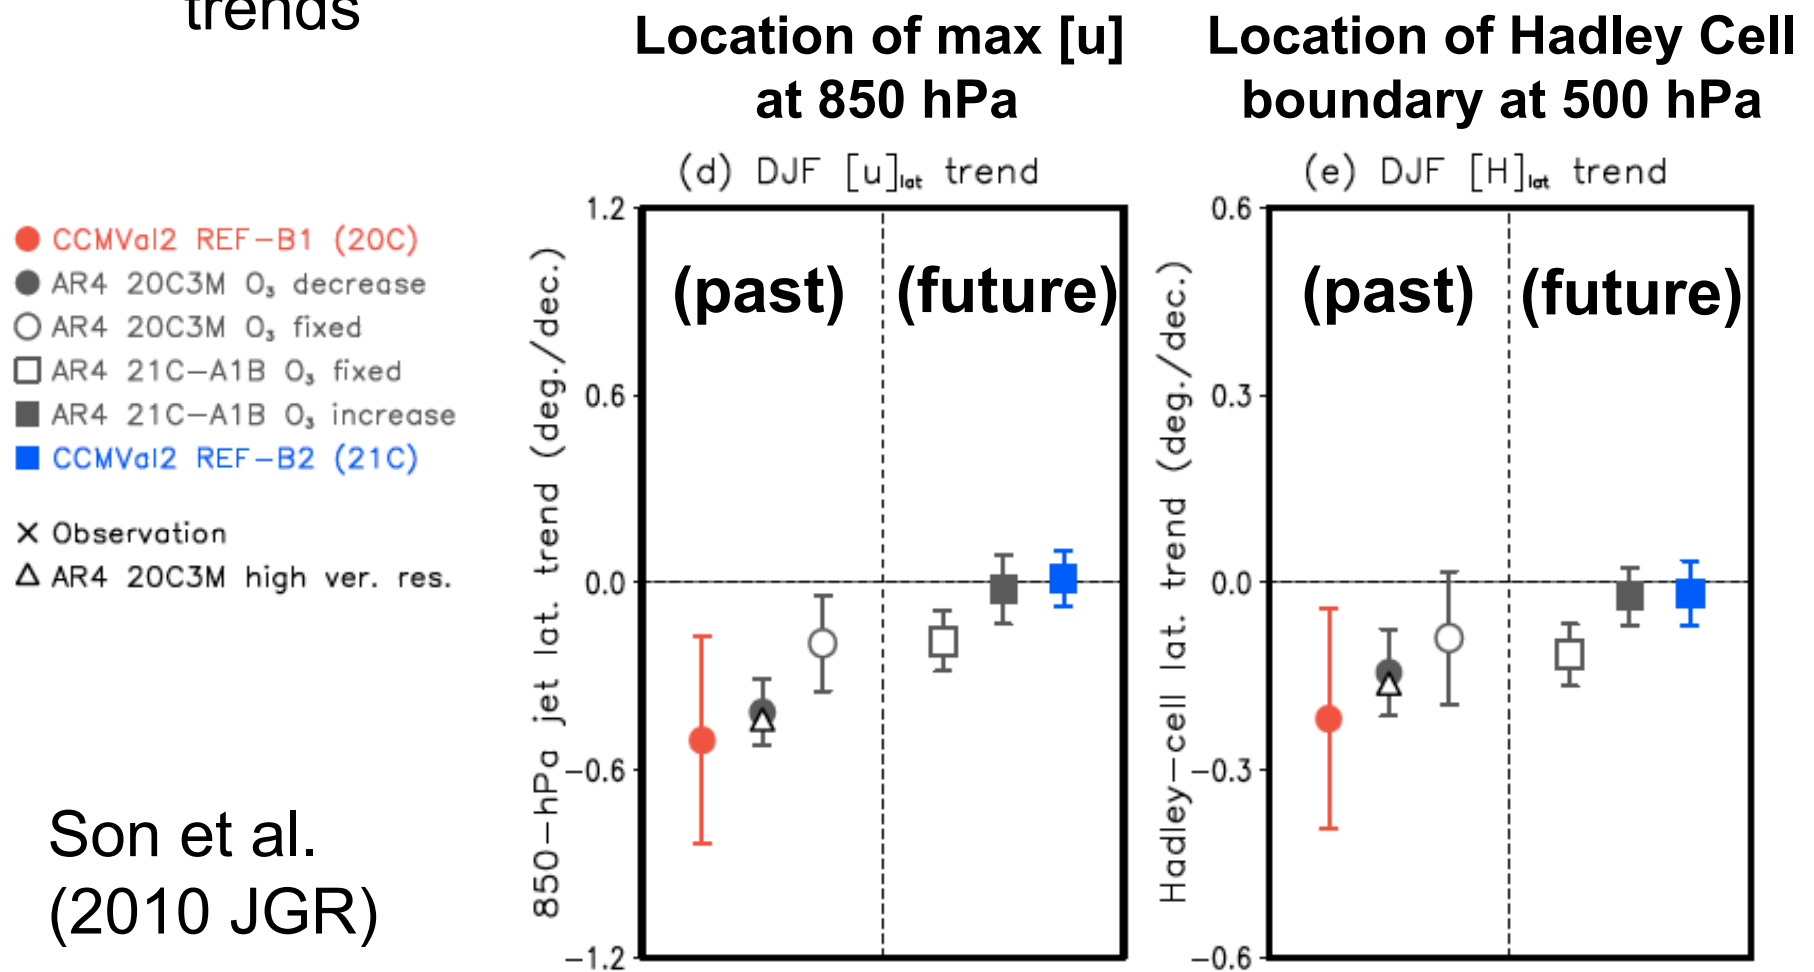 trends
Location of max [u]
at 850 hPa
Location of Hadley Cell
boundary at 500 hPa
CCMVal2 REF-B1 (20C)
AR4 20C3M O₃ decrease
AR4 20C3M O₃ fixed
AR4 21C-A1B O₃ fixed
AR4 21C-A1B O₃ increase
CCMVal2 REF-B2 (21C)
Observation
AR4 20C3M high ver. res.
Son et al.
(2010 JGR)
(d) DJF [u]lat trend
850-hPa jet lat. trend (deg./dec.)
1.2
0.6
0.0
-0.6
-1.2
(past)
(future)
(e) DJF [H]lat trend
Hadley-cell lat. trend (deg./dec.)
0.6
0.3
0.0
-0.3
-0.6
(past)
(future)